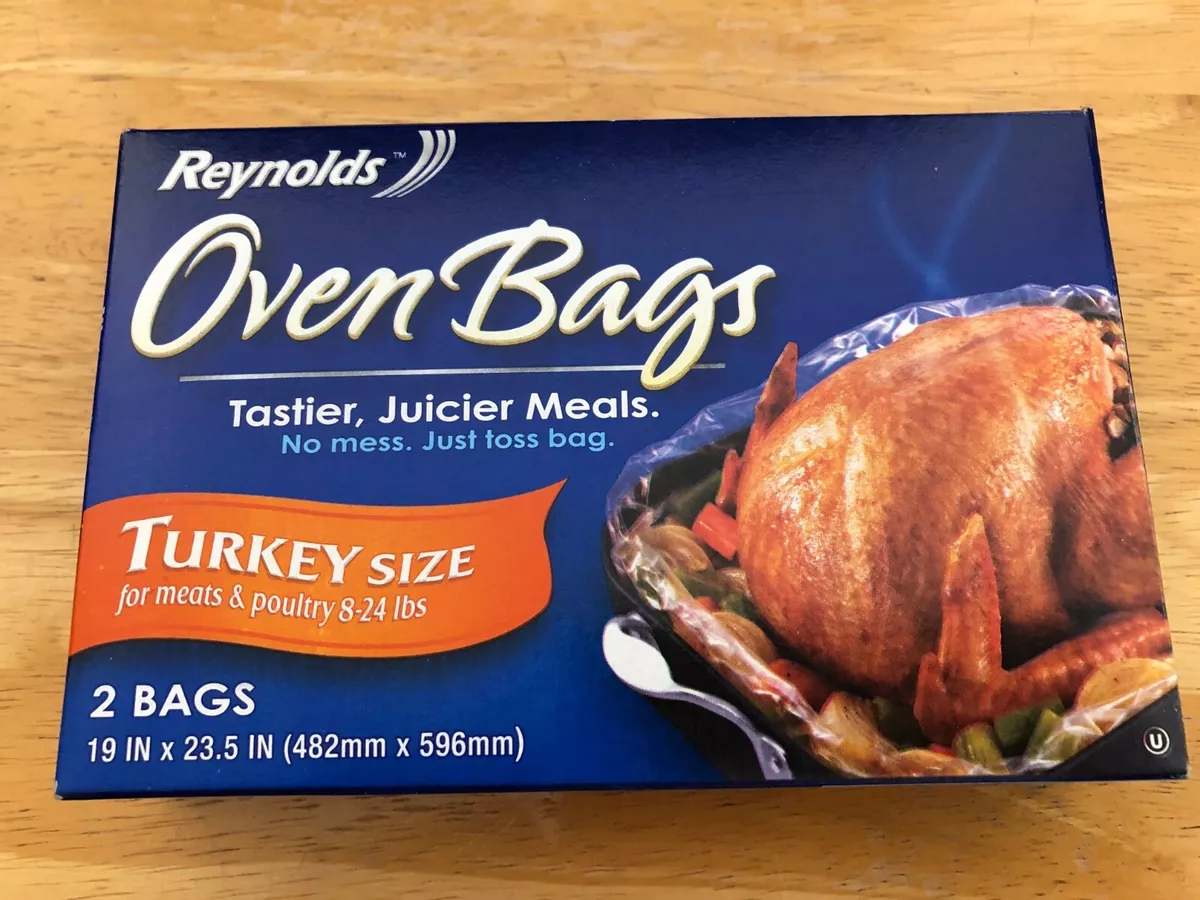 Reynolds™
Oven Bags
Tastier, Juicier Meals.
No mess. Just toss bag.
TURKEY SIZE
for meats & poultry 8-24 lbs
2 BAGS
19 IN x 23.5 IN (482mm x 596mm)
U